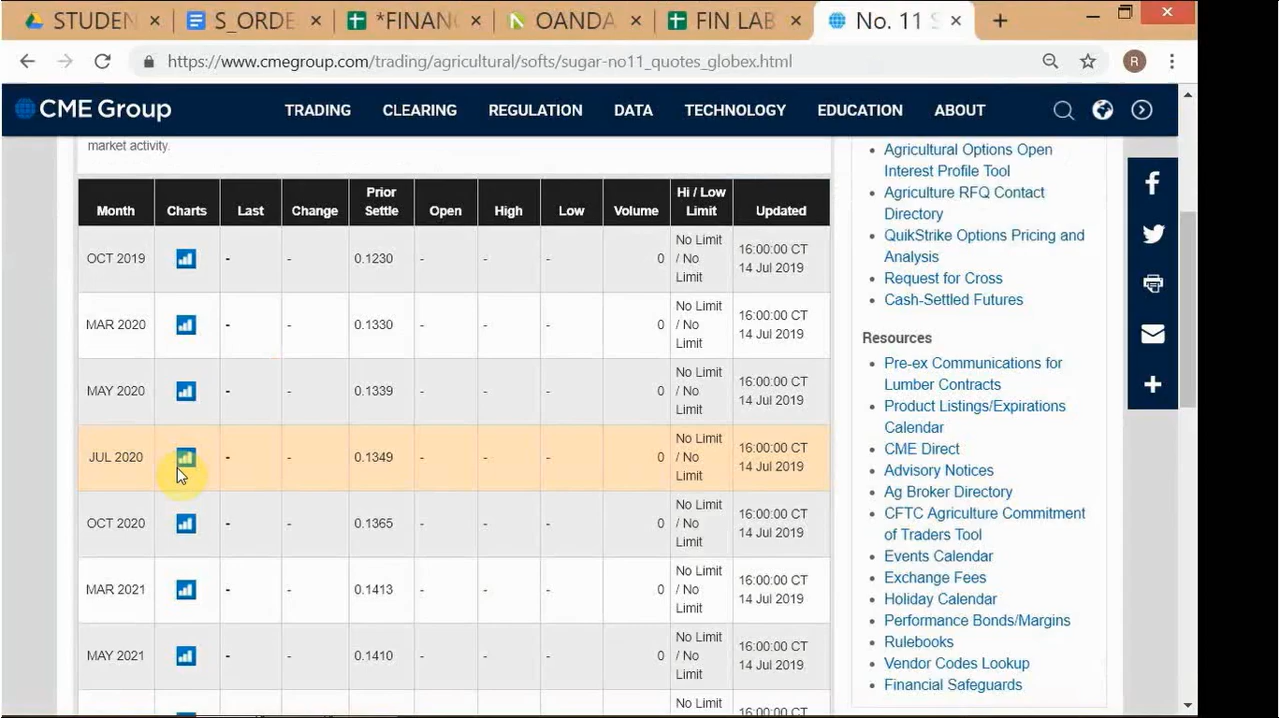 STUDEN
S_ORDE
*FINANC
OANDA
FIN LAB
No. 11 S
https://www.cmegroup.com/trading/agricultural/softs/sugar-no11_quotes_globex.html
R
CME Group
TRADING CLEARING REGULATION DATA TECHNOLOGY EDUCATION ABOUT
market activity.
Month Charts Last Change Prior Settle Open High Low Volume Hi / Low Limit Updated
OCT 2019 - - 0.1230 - - - 0 No Limit / No Limit 16:00:00 CT 14 Jul 2019
MAR 2020 - - 0.1330 - - - 0 No Limit / No Limit 16:00:00 CT 14 Jul 2019
MAY 2020 - - 0.1339 - - - 0 No Limit / No Limit 16:00:00 CT 14 Jul 2019
JUL 2020 - - 0.1349 - - - 0 No Limit / No Limit 16:00:00 CT 14 Jul 2019
OCT 2020 - - 0.1365 - - - 0 No Limit / No Limit 16:00:00 CT 14 Jul 2019
MAR 2021 - - 0.1413 - - - 0 No Limit / No Limit 16:00:00 CT 14 Jul 2019
MAY 2021 - - 0.1410 - - - 0 No Limit / No Limit 16:00:00 CT 14 Jul 2019
No Limit
Agricultural Options Open
Interest Profile Tool
Agriculture RFQ Contact
Directory
QuikStrike Options Pricing and
Analysis
Request for Cross
Cash-Settled Futures
Resources
Pre-ex Communications for
Lumber Contracts
Product Listings/Expirations
Calendar
CME Direct
Advisory Notices
Ag Broker Directory
CFTC Agriculture Commitment
of Traders Tool
Events Calendar
Exchange Fees
Holiday Calendar
Performance Bonds/Margins
Rulebooks
Vendor Codes Lookup
Financial Safeguards